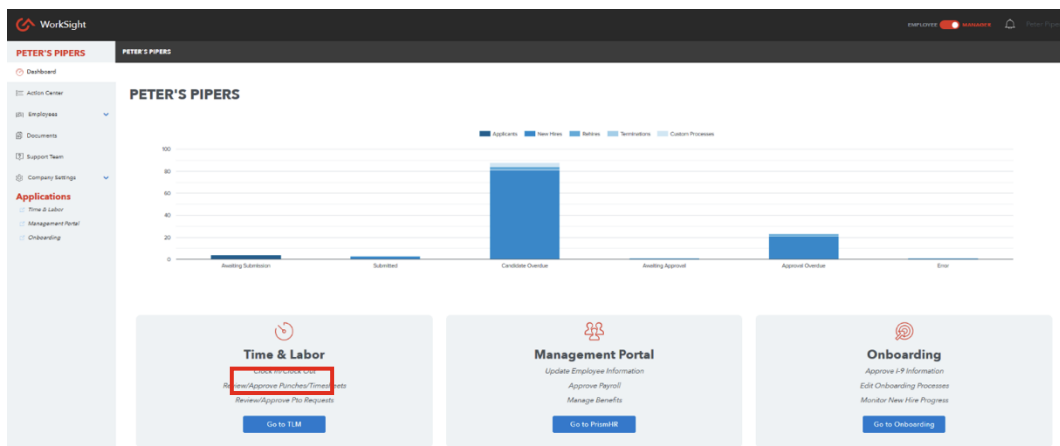 WorkSight
EMPLOYEE MANAGER
PETER'S PIPERS
PETER'S PIPERS
Dashboard
Action Center
Employees
Documents
Support Team
Company Settings
Applications
Time & Labor
Management Portal
Onboarding
PETER'S PIPERS
Applicants New Hires Rehires Terminations Custom Processes
100
80
60
40
20
0
Awaiting Submission Submitted Candidate Overdue Awaiting Approval Approval Overdue Error
Time & Labor
Clock In/Clock Out
Review/Approve Punches/Timesheets
Review/Approve Pto Requests
Go to TLM
Management Portal
Update Employee Information
Approve Payroll
Manage Benefits
Go to PrismHR
Onboarding
Approve I-9 Information
Edit Onboarding Processes
Monitor New Hire Progress
Go to Onboarding